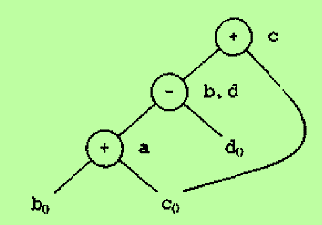 + c
- b, d
+ a
d₀
b₀ c₀